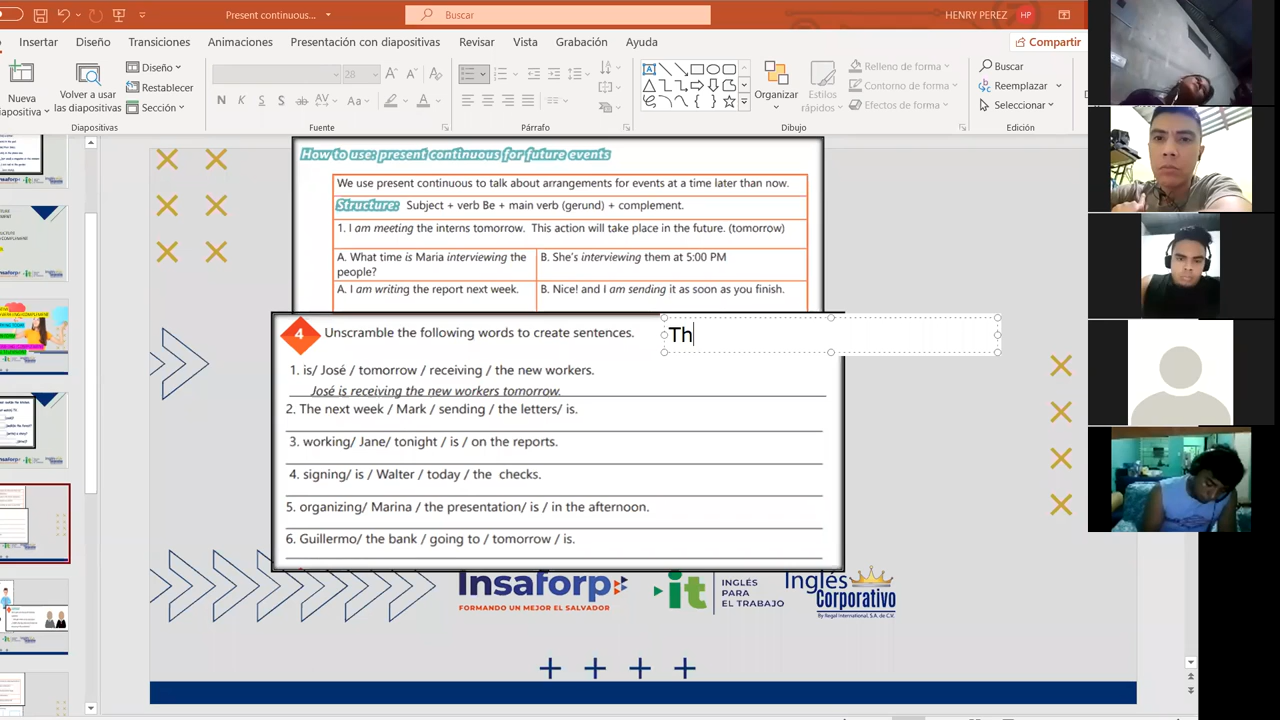 Present continuous...
Buscar
HENRY PEREZ
HP
Insertar
Diseño
Transiciones
Animaciones
Presentación con diapositivas
Grabación
Revisar
Vista
Ayuda
Compartir
Nueva
diapositiva
Volver a usar
las diapositivas
Diseño
Restablecer
Sección
28
N
K
S
S
ab
AV
Aa
Organizar
Estilos
rápidos
Relleno de forma
Contorno de forma
Efectos de forma
Buscar
Reemplazar
Seleccionar
Diapositivas
Fuente
Párrafo
Dibujo
Edición
How to use: present continuous for future events
We use present continuous to talk about arrangements for events at a time later than now.
Structure: Subject + verb Be + main verb (gerund) + complement.
1. I am meeting the interns tomorrow. This action will take place in the future. (tomorrow)
A. What time is Maria interviewing the people?
B. She's interviewing them at 5:00 PM
A. I am writing the report next week.
B. Nice! and I am sending it as soon as you finish.
4
Unscramble the following words to create sentences.
Th
1. is/ José / tomorrow / receiving / the new workers.
José is receiving the new workers tomorrow.
2. The next week / Mark / sending / the letters/ is.
3. working/ Jane/ tonight / is / on the reports.
4. signing/ is / Walter / today / the checks.
5. organizing/ Marina / the presentation/ is / in the afternoon.
6. Guillermo/ the bank / going to / tomorrow / is.
Insaforp
FORMANDO UN MEJOR EL SALVADOR
it
INGLÉS
PARA
EL TRABAJO
Inglés
Corporativo
By Regal International, S.A. de C.V.